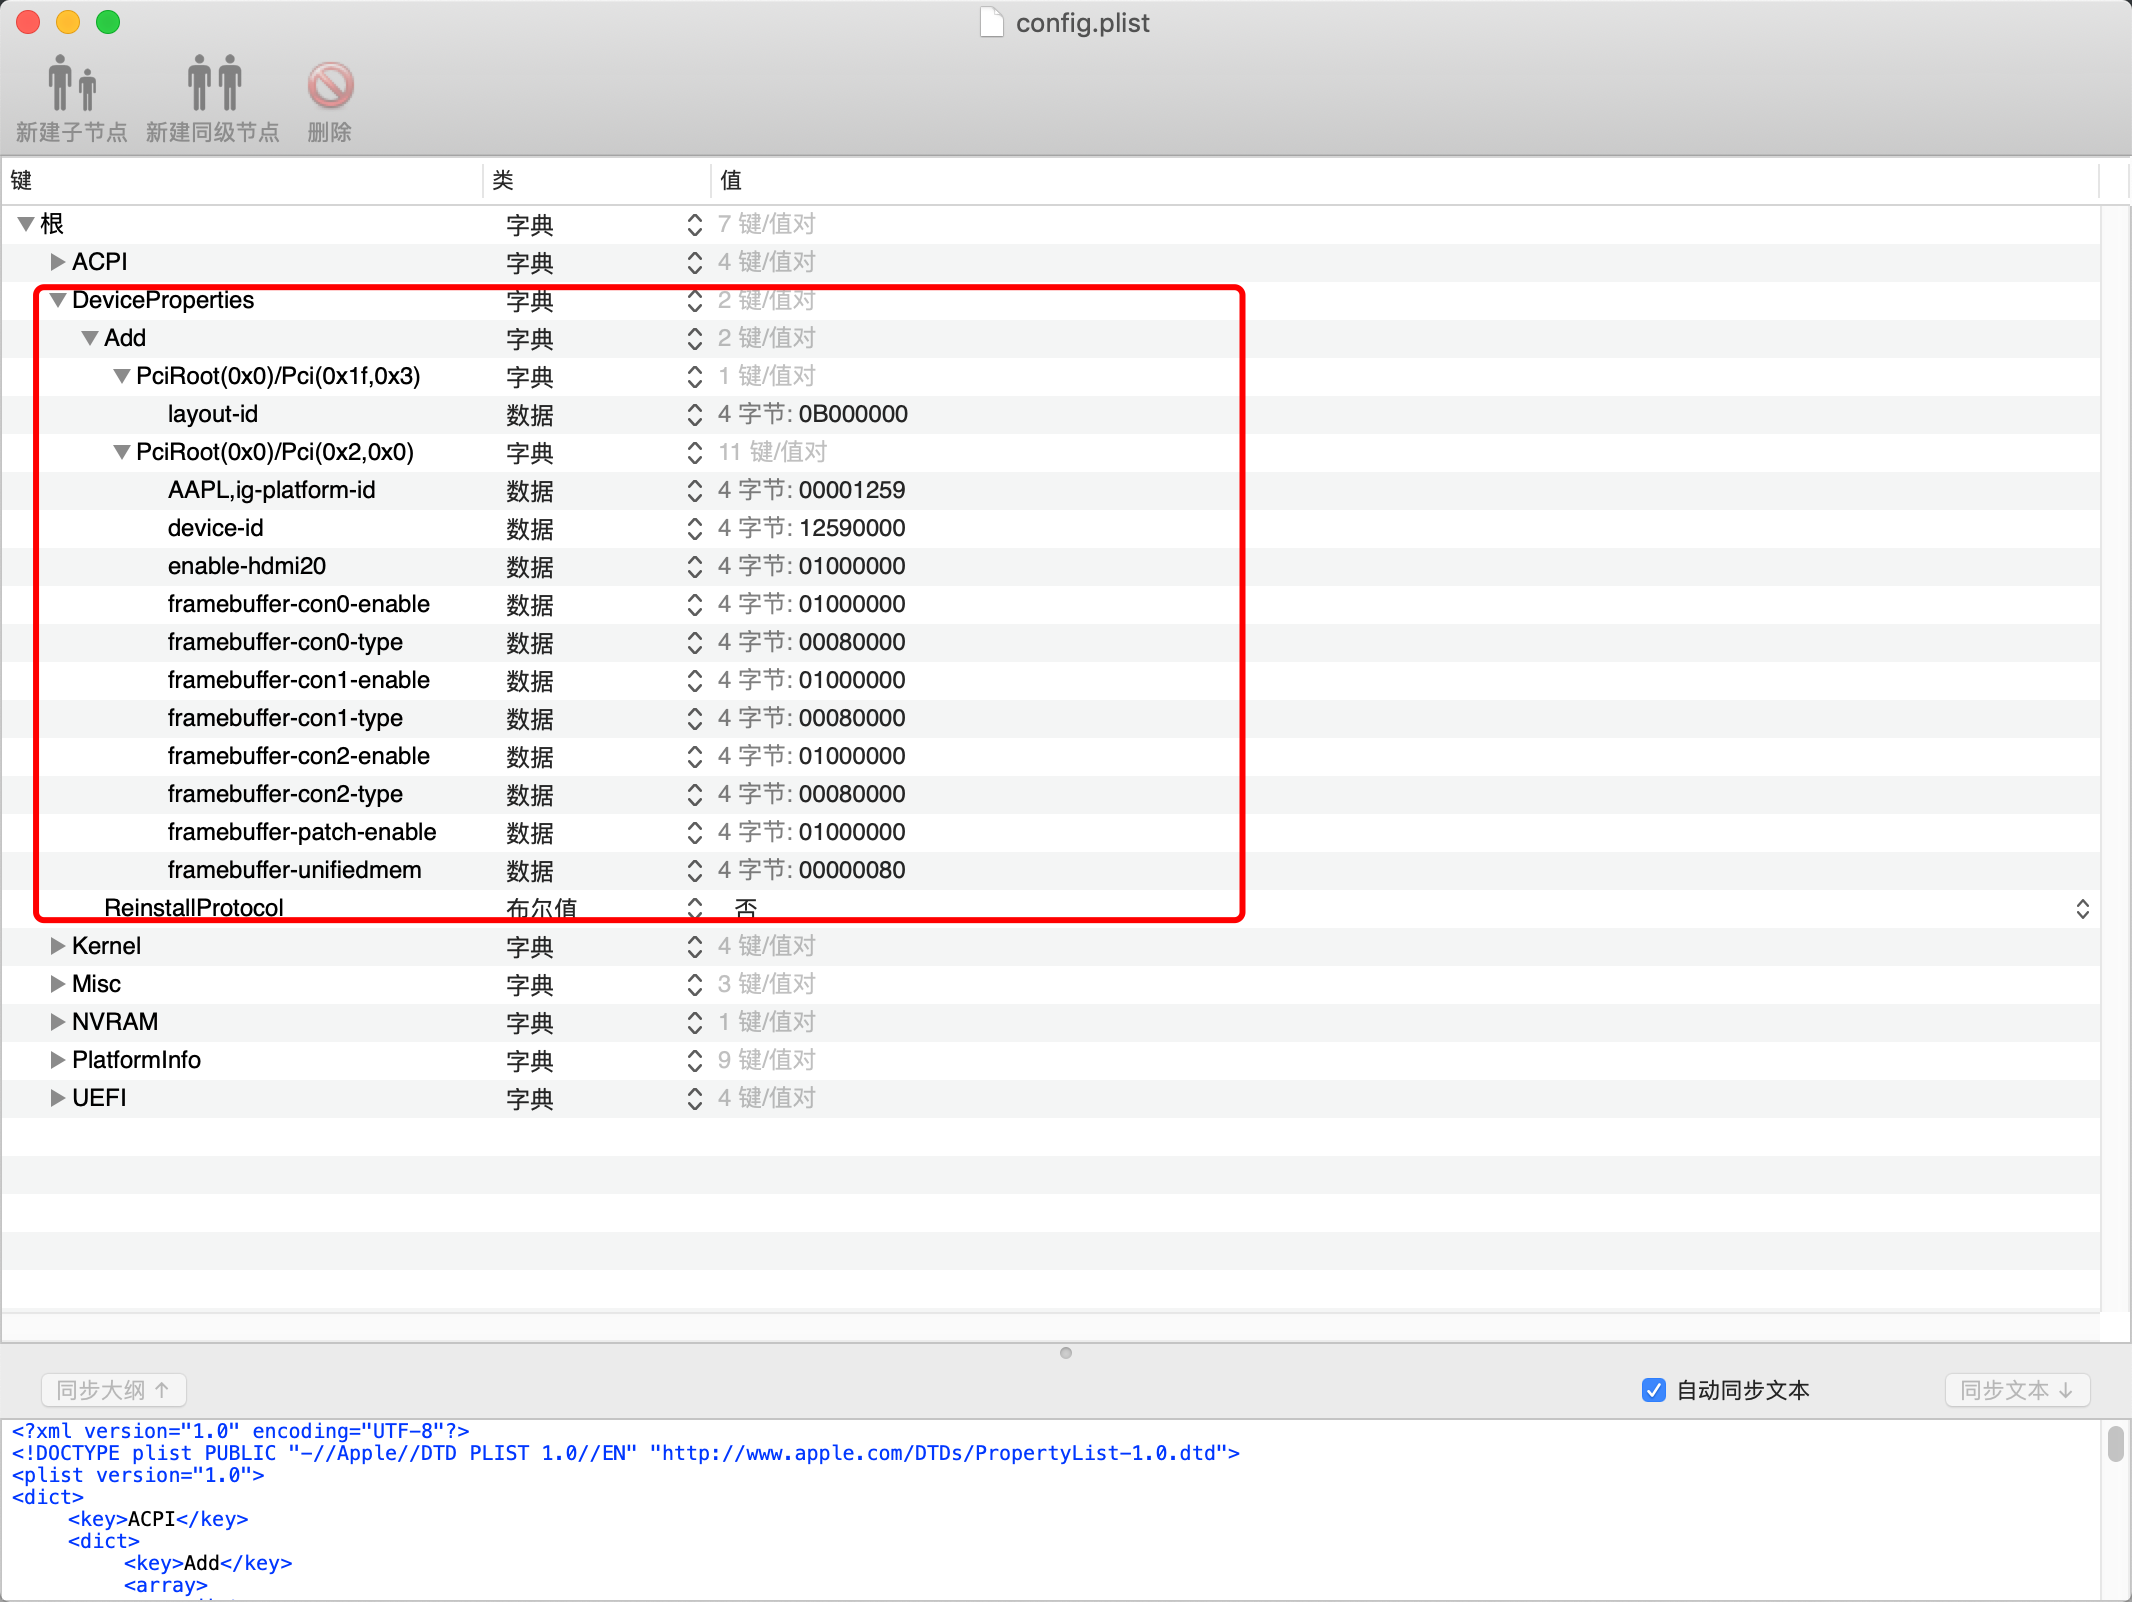 config.plist
新建子节点 新建同级节点 删除
键 类 值
根 字典 7 键/值对
ACPI 字典 4 键/值对
DeviceProperties 字典 2 键/值对
Add 字典 2 键/值对
PciRoot(0x0)/Pci(0x1f,0x3) 字典 1 键/值对
layout-id 数据 4 字节: 0B000000
PciRoot(0x0)/Pci(0x2,0x0) 字典 11 键/值对
AAPL,ig-platform-id 数据 4 字节: 00001259
device-id 数据 4 字节: 12590000
enable-hdmi20 数据 4 字节: 01000000
framebuffer-con0-enable 数据 4 字节: 01000000
framebuffer-con0-type 数据 4 字节: 00080000
framebuffer-con1-enable 数据 4 字节: 01000000
framebuffer-con1-type 数据 4 字节: 00080000
framebuffer-con2-enable 数据 4 字节: 01000000
framebuffer-con2-type 数据 4 字节: 00080000
framebuffer-patch-enable 数据 4 字节: 01000000
framebuffer-unifiedmem 数据 4 字节: 00000080
ReinstallProtocol 布尔值 否
Kernel 字典 4 键/值对
Misc 字典 3 键/值对
NVRAM 字典 1 键/值对
PlatformInfo 字典 9 键/值对
UEFI 字典 4 键/值对
同步大纲 ↑ 自动同步文本 同步文本 ↓
<?xml version="1.0" encoding="UTF-8"?>
<!DOCTYPE plist PUBLIC "-//Apple//DTD PLIST 1.0//EN" "http://www.apple.com/DTDs/PropertyList-1.0.dtd">
<plist version="1.0">
<dict>
<key>ACPI</key>
<dict>
<key>Add</key>
<array>